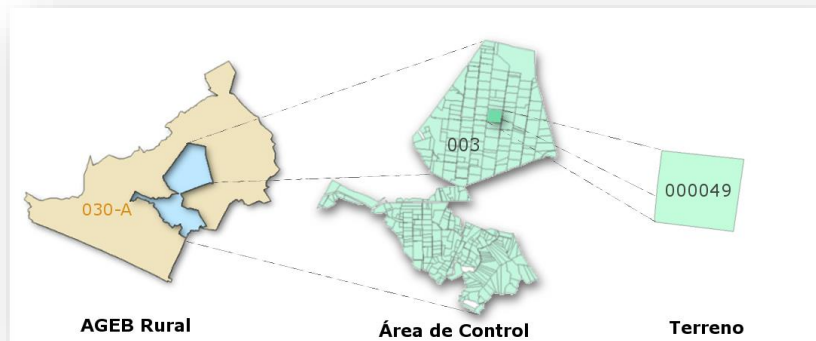 003
030-A
000049
AGEB Rural
Área de Control
Terreno